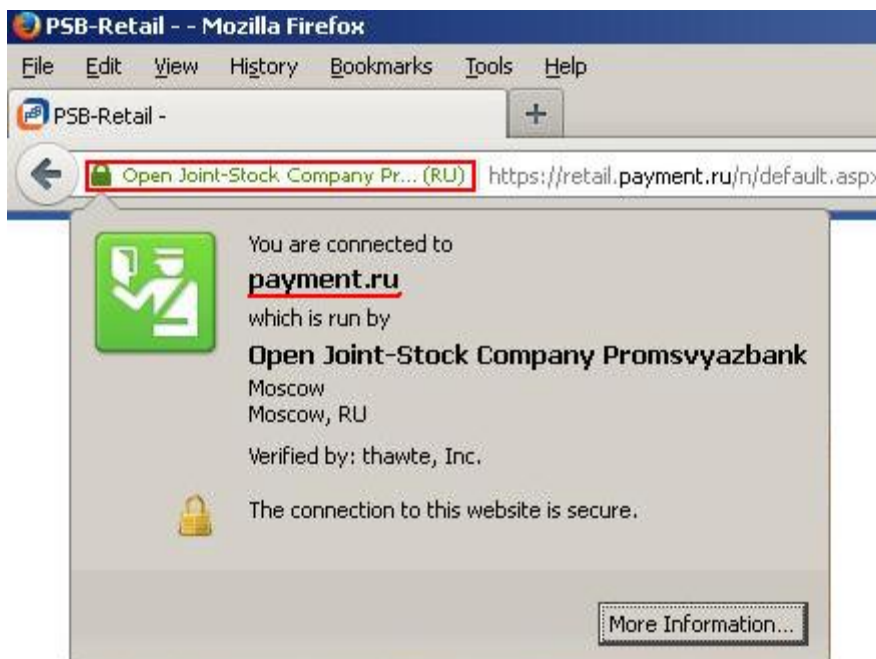 PSB-Retail - - Mozilla Firefox
File Edit View History Bookmarks Tools Help
PSB-Retail -
Open Joint-Stock Company Pr... (RU) https://retail.payment.ru/n/default.aspx
You are connected to
payment.ru
which is run by
Open Joint-Stock Company Promsvyazbank
Moscow
Moscow, RU
Verified by: thawte, Inc.
The connection to this website is secure.
More Information...